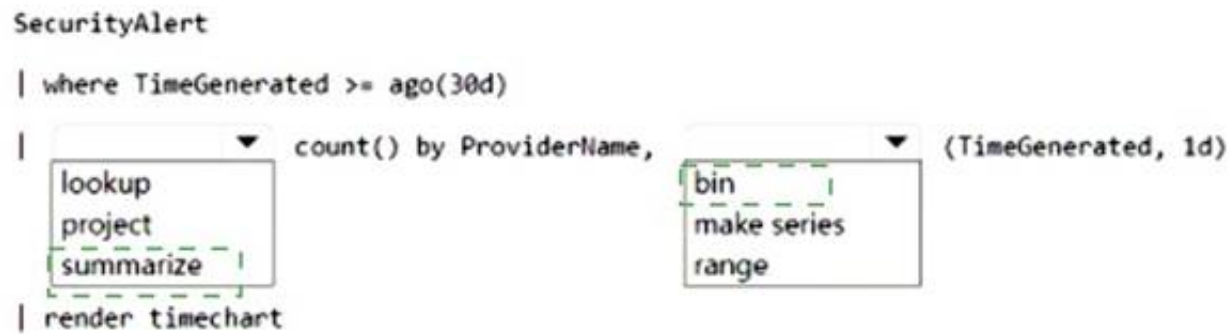 SecurityAlert
| where TimeGenerated >= ago(30d)
| count() by ProviderName, (TimeGenerated, 1d)
lookup
project
summarize
bin
make series
range
| render timechart